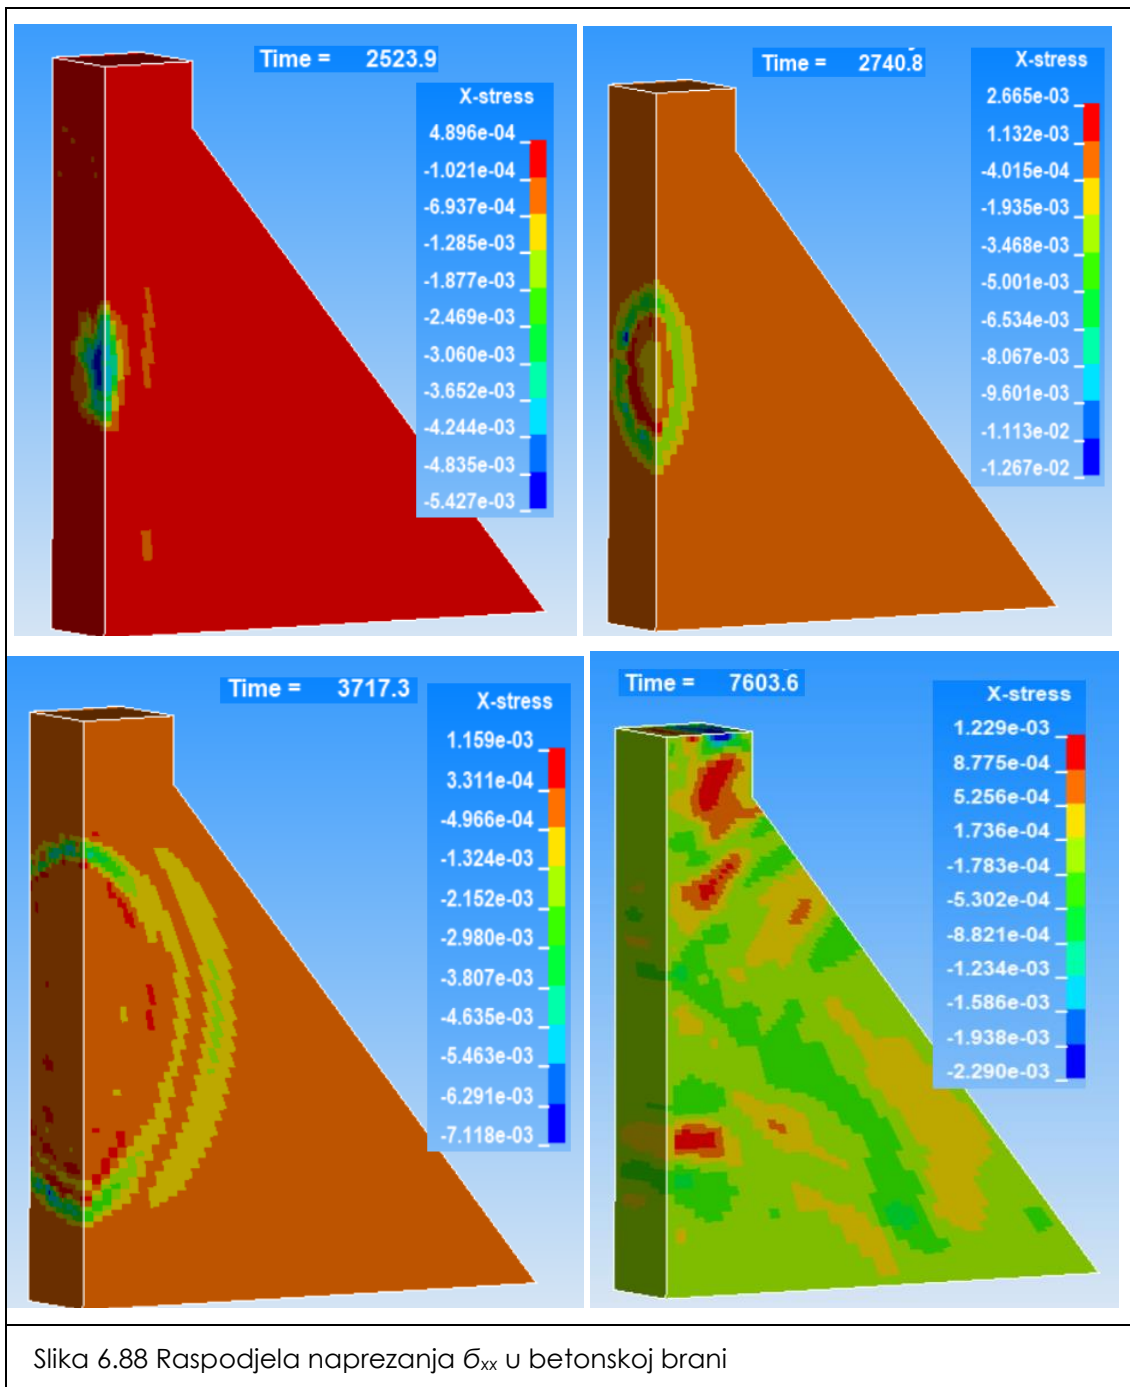 Time = 2523.9
X-stress
4.896e-04
-1.021e-04
-6.937e-04
-1.285e-03
-1.877e-03
-2.469e-03
-3.060e-03
-3.652e-03
-4.244e-03
-4.835e-03
-5.427e-03
Time = 2740.8
X-stress
2.665e-03
1.132e-03
-4.015e-04
-1.935e-03
-3.468e-03
-5.001e-03
-6.534e-03
-8.067e-03
-9.601e-03
-1.113e-02
-1.267e-02
Time = 3717.3
X-stress
1.159e-03
3.311e-04
-4.966e-04
-1.324e-03
-2.152e-03
-2.980e-03
-3.807e-03
-4.635e-03
-5.463e-03
-6.291e-03
-7.118e-03
Time = 7603.6
X-stress
1.229e-03
8.775e-04
5.256e-04
1.736e-04
-1.783e-04
-5.302e-04
-8.821e-04
-1.234e-03
-1.586e-03
-1.938e-03
-2.290e-03
Slika 6.88 Raspodjela naprezanja б<sub>xx</sub> u betonskoj brani